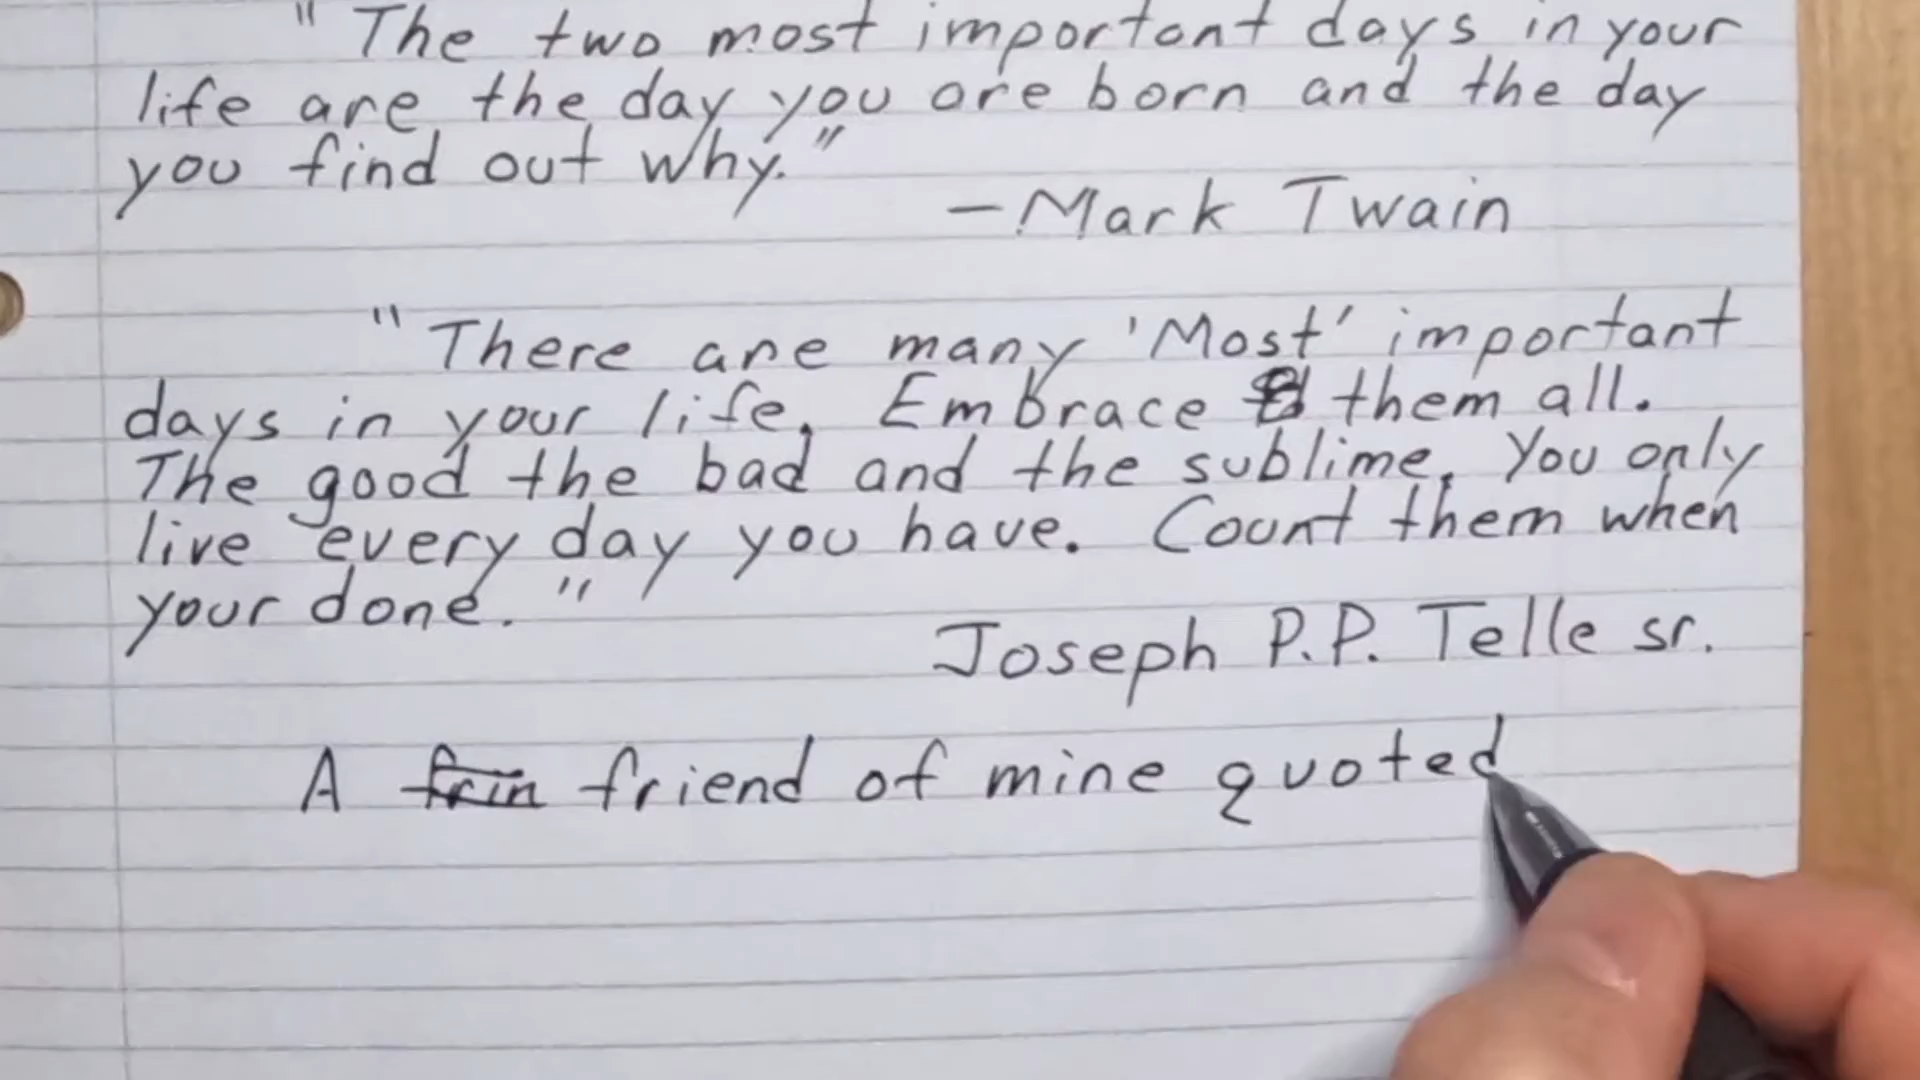 "The two most important days in your
life are the day you are born and the day
you find out why."
-Mark Twain
"There are many 'Most' important
days in your life. Embrace them all.
The good the bad and the sublime. You only
live every day you have. Count them when
your done."
Joseph P.P. Telle sr.
A frin friend of mine quoted